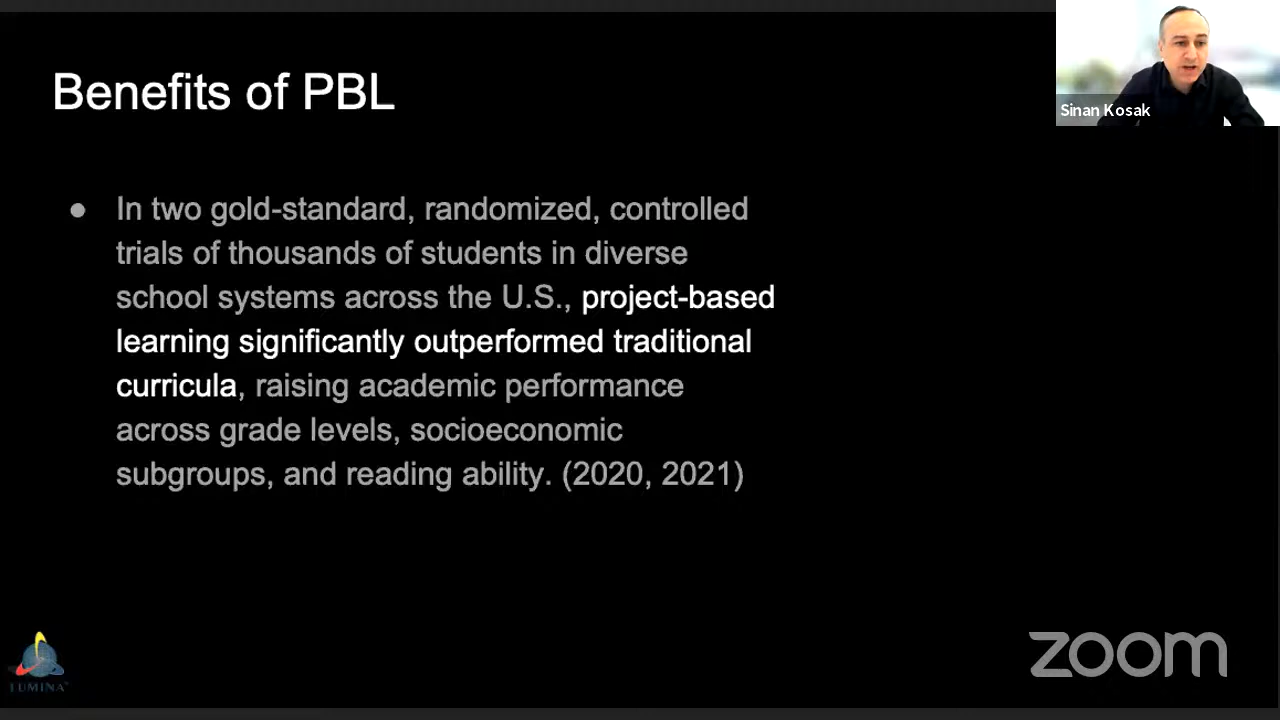 Benefits of PBL
Sinan Kosak
● In two gold-standard, randomized, controlled
trials of thousands of students in diverse
school systems across the U.S., project-based
learning significantly outperformed traditional
curricula, raising academic performance
across grade levels, socioeconomic
subgroups, and reading ability. (2020, 2021)
LUMINA
zoom